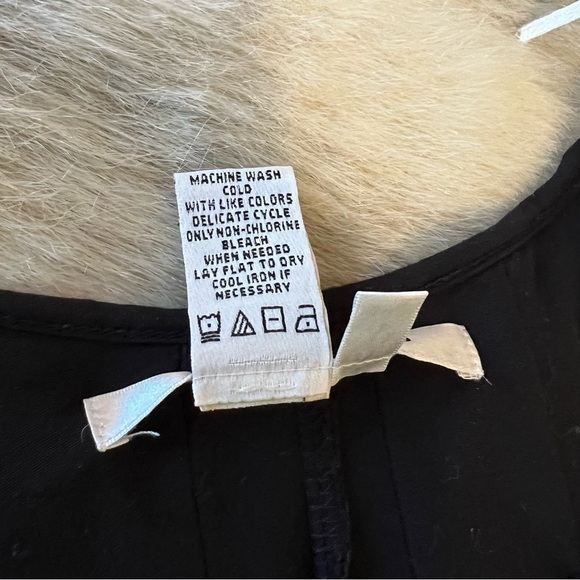 MACHINE WASH
COLD
WITH LIKE COLORS
DELICATE CYCLE
ONLY NON-CHLORINE
BLEACH
WHEN NEEDED
LAY FLAT TO DRY
COOL IRON IF
NECESSARY